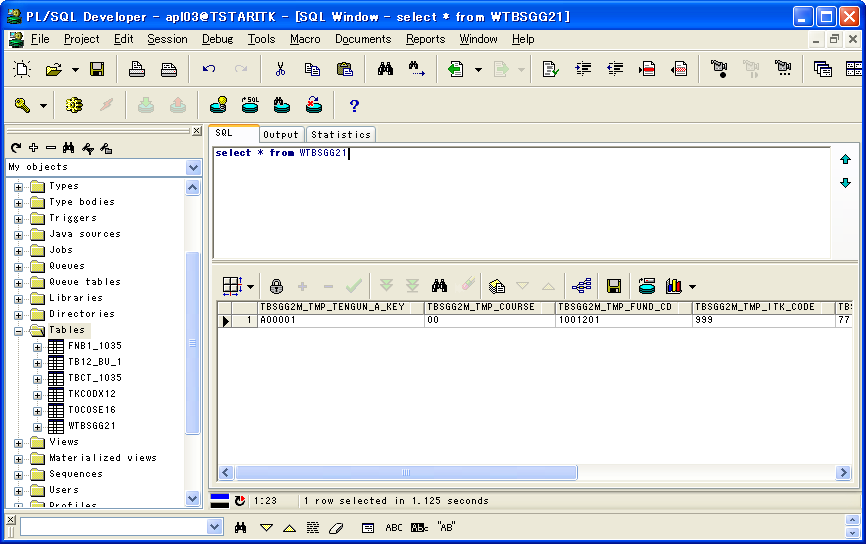 PL/SQL Developer - apl03@TSTARITK - [SQL Window - select * from WTBSGG21]
File Project Edit Session Debug Tools Macro Documents Reports Window Help
SQL
?
SQL Output Statistics
select * from WTBSGG21
My objects
Types
Type bodies
Triggers
Java sources
Jobs
Queues
Queue tables
Libraries
Directories
Tables
FNB1_1035
TB12_BU_1
TBCT_1035
TKCODX12
TOCOSE16
WTBSGG21
Views
Materialized views
Sequences
Users
Profiles
TBSGG2M_TMP_TENGUN_A_KEY TBSGG2M_TMP_COURSE TBSGG2M_TMP_FUND_CD TBSGG2M_TMP_ITK_CODE TBS
1 A00001 00 1001201 999 77
1:23 1 row selected in 1.125 seconds
ABC "AB"